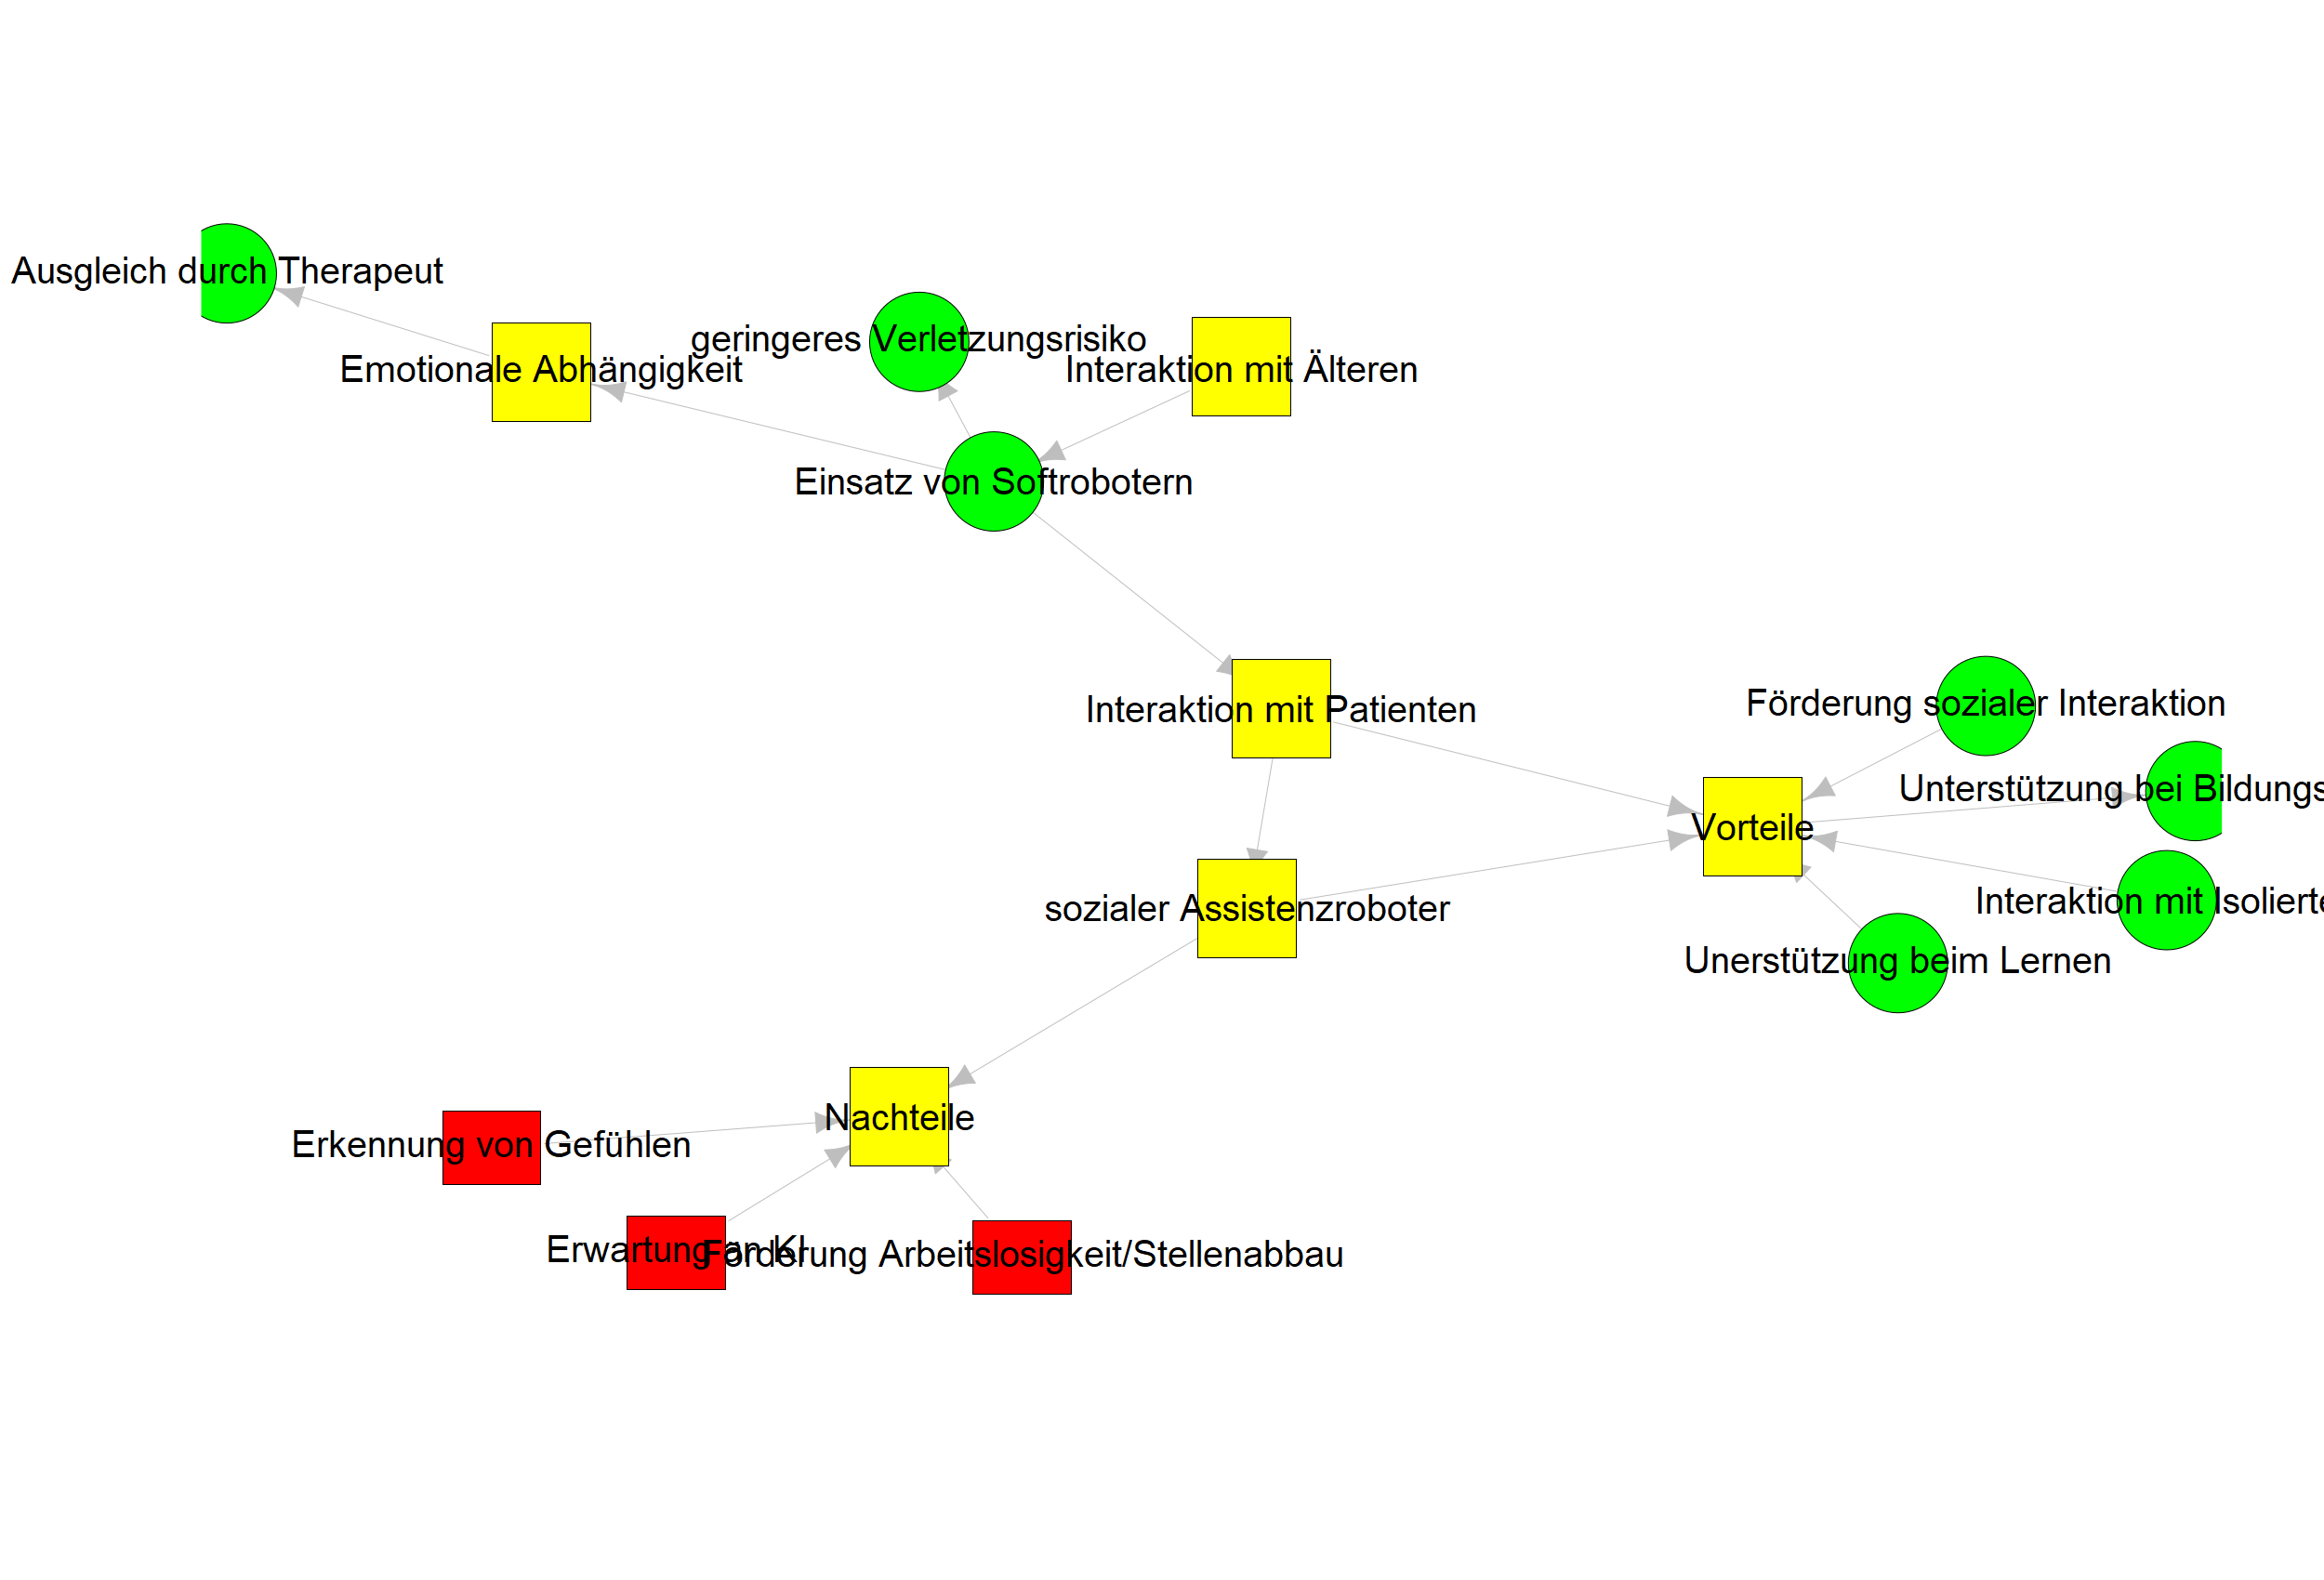 Ausgleich durch Therapeut
geringeres Verletzungsrisiko
Emotionale Abhängigkeit
Interaktion mit Älteren
Einsatz von Softrobotern
Interaktion mit Patienten
Förderung sozialer Interaktion
Unterstützung bei Bildungs
Vorteile
sozialer Assistenzroboter
Interaktion mit Isolierte
Unerstützung beim Lernen
Nachteile
Erkennung von Gefühlen
Erwartung an KI
Förderung Arbeitslosigkeit/Stellenabbau